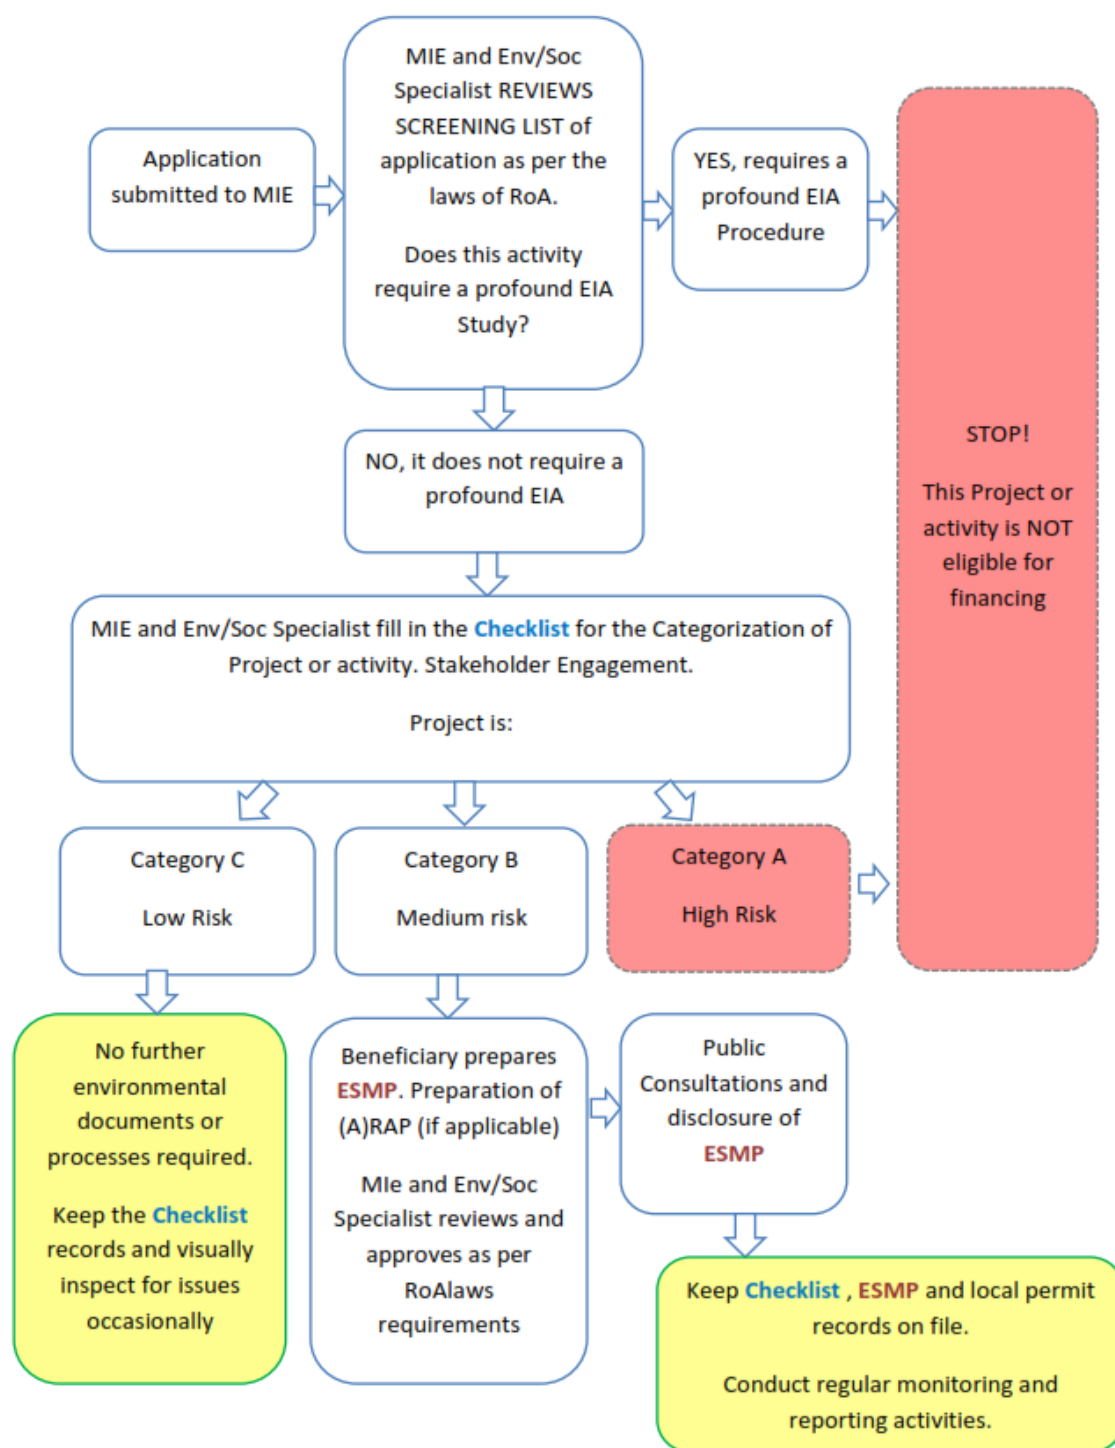 Application
submitted to MIE
MIE and Env/Soc
Specialist REVIEWS
SCREENING LIST of
application as per the
laws of RoA.
Does this activity
require a profound EIA
Study?
YES, requires a
profound EIA
Procedure
STOP!
This Project or
activity is NOT
eligible for
financing
NO, it does not require a
profound EIA
MIE and Env/Soc Specialist fill in the Checklist for the Categorization of
Project or activity. Stakeholder Engagement.
Project is:
Category C
Low Risk
Category B
Medium risk
Category A
High Risk
No further
environmental
documents or
processes required.
Keep the Checklist
records and visually
inspect for issues
occasionally
Beneficiary prepares
ESMP. Preparation of
(A)RAP (if applicable)
MIe and Env/Soc
Specialist reviews and
approves as per
RoAlaws
requirements
Public
Consultations and
disclosure of
ESMP
Keep Checklist , ESMP and local permit
records on file.
Conduct regular monitoring and
reporting activities.